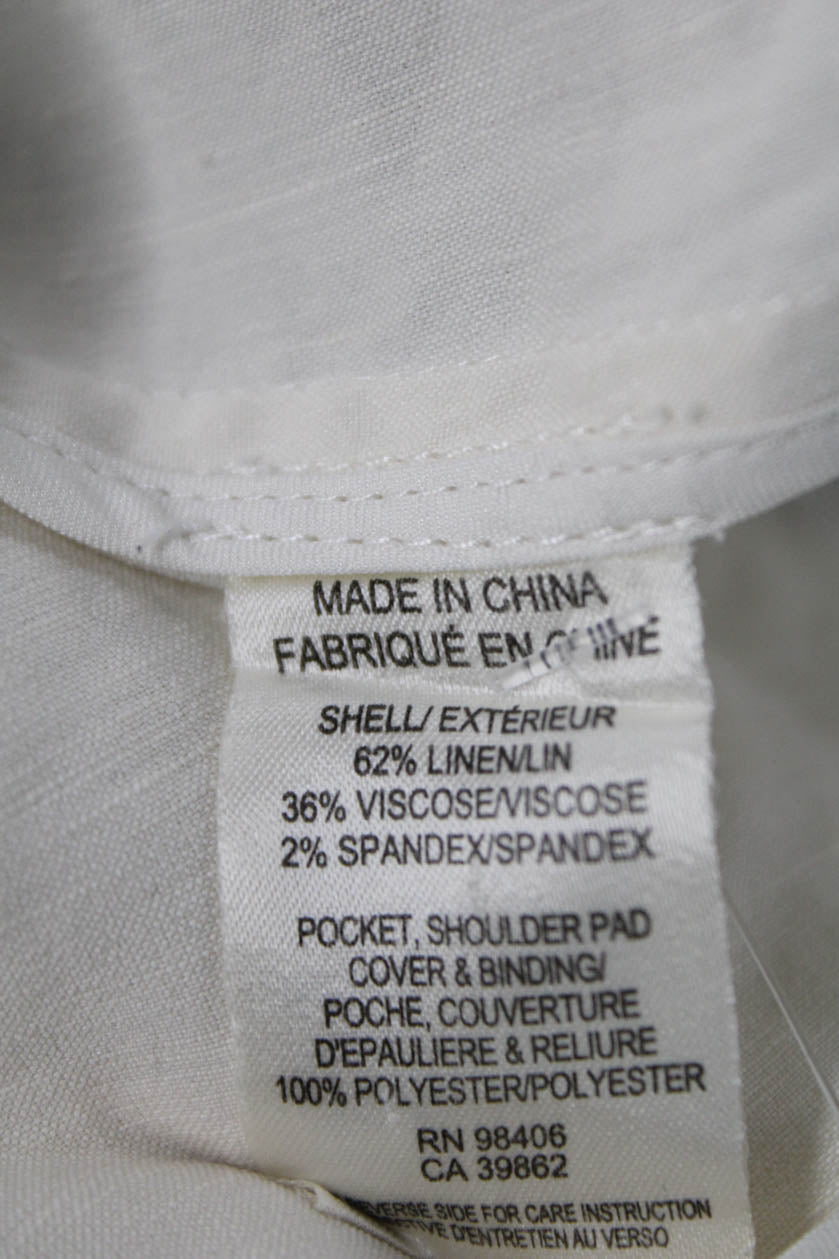 MADE IN CHINA
FABRIQUÉ EN
SHELL/ EXTÉRIEUR
62% LINEN/LIN
36% VISCOSE/VISCOSE
2% SPANDEX/SPANDEX
POCKET, SHOULDER PAD
COVER & BINDING/
POCHE, COUVERTURE
D'EPAULIERE & RELIURE
100% POLYESTER/POLYESTER
RN 98406
CA 39862
SIDE FOR CARE INSTRUCTION
D'ENTRETIEN AU VERSO